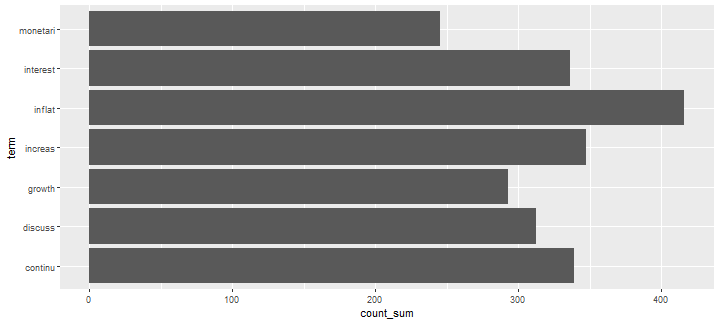 monetari
interest
inflat
increas
growth
discuss
continu
term
0 100 200 300 400
count_sum